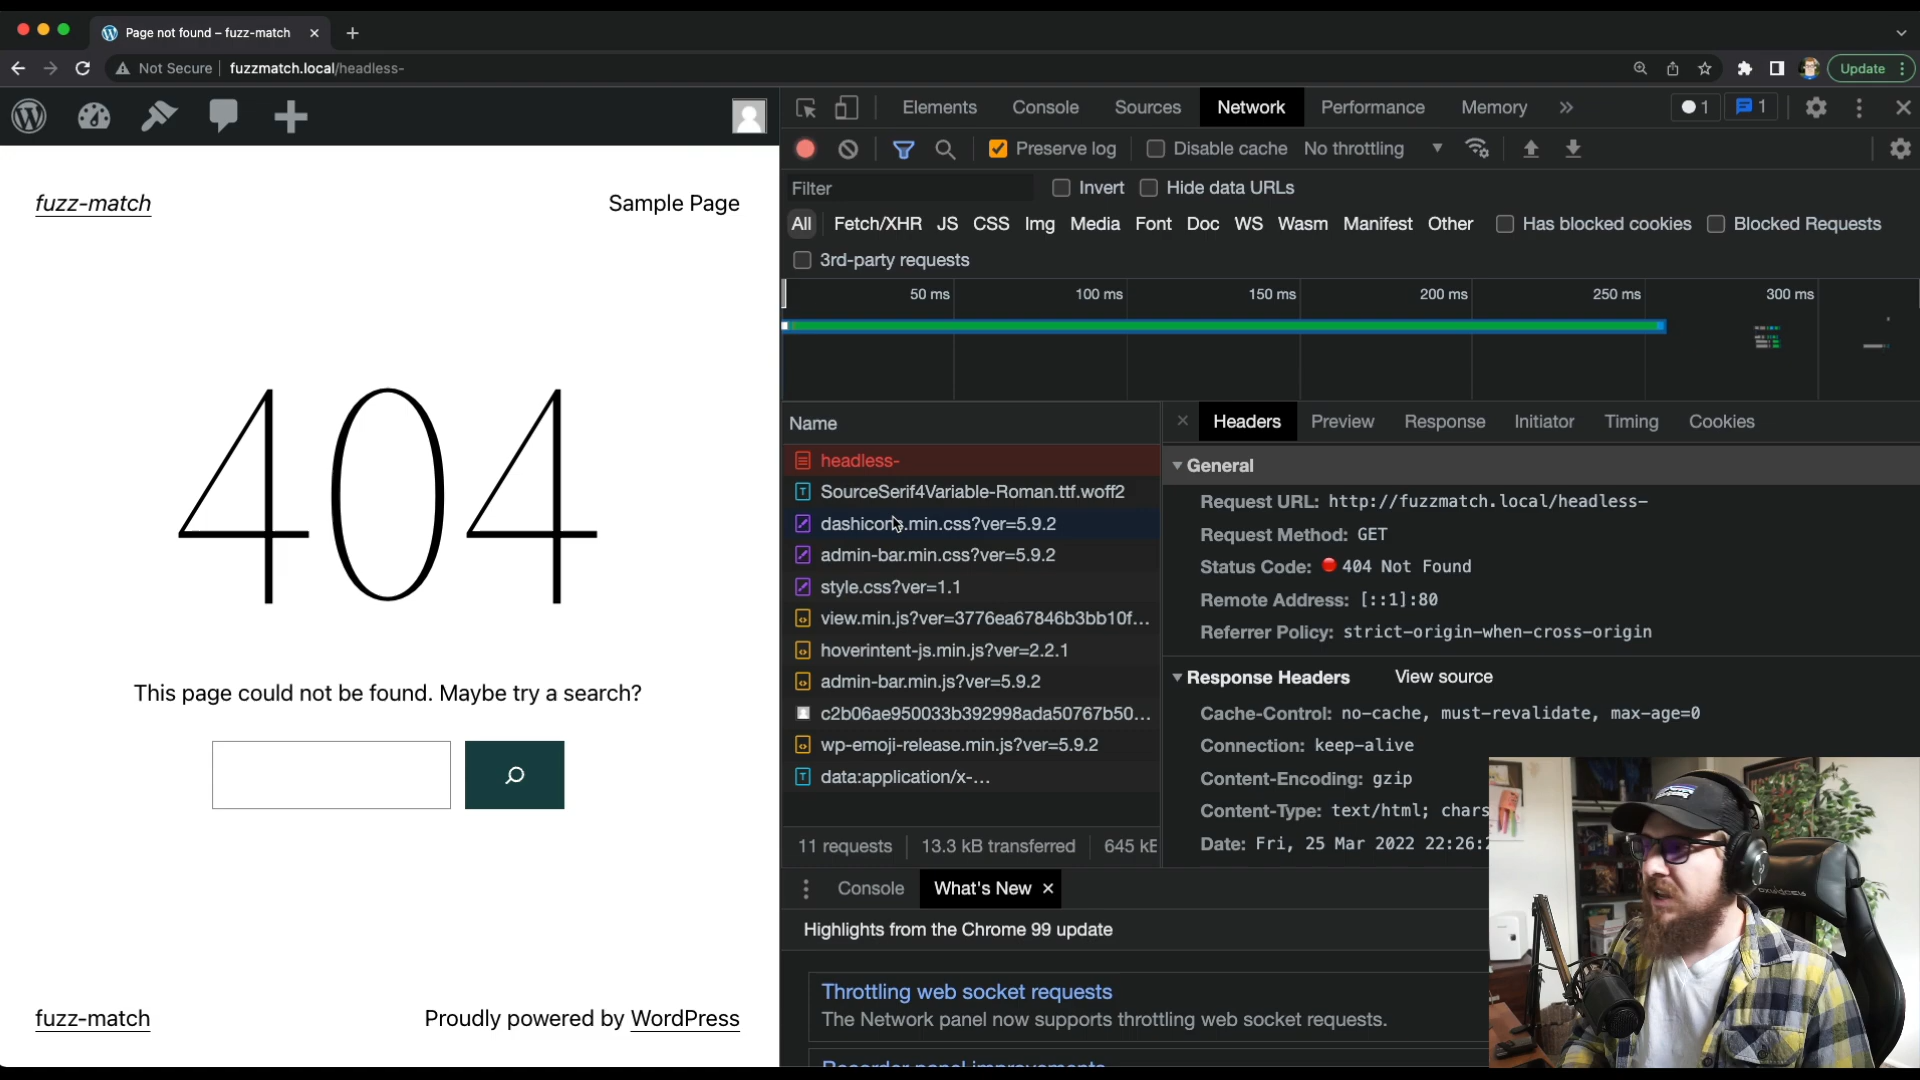 Page not found – fuzz-match
Not Secure
fuzzmatch.local/headless-
Update
fuzz-match
Sample Page
404
This page could not be found. Maybe try a search?
fuzz-match
Proudly powered by WordPress
Elements
Console
Sources
Network
Performance
Memory
1
1
Preserve log
Disable cache
No throttling
Filter
Invert
Hide data URLs
All
Fetch/XHR
JS
CSS
Img
Media
Font
Doc
WS
Wasm
Manifest
Other
Has blocked cookies
Blocked Requests
3rd-party requests
50 ms
100 ms
150 ms
200 ms
250 ms
300 ms
Name
headless-
SourceSerif4Variable-Roman.ttf.woff2
dashicons.min.css?ver=5.9.2
admin-bar.min.css?ver=5.9.2
style.css?ver=1.1
view.min.js?ver=3776ea67846b3bb10f...
hoverintent-js.min.js?ver=2.2.1
admin-bar.min.js?ver=5.9.2
c2b06ae950033b392998ada50767b50...
wp-emoji-release.min.js?ver=5.9.2
data:application/x-...
11 requests
13.3 kB transferred
645 kE
Headers
Preview
Response
Initiator
Timing
Cookies
General
Request URL: http://fuzzmatch.local/headless-
Request Method: GET
Status Code: 404 Not Found
Remote Address: [::1]:80
Referrer Policy: strict-origin-when-cross-origin
Response Headers
View source
Cache-Control: no-cache, must-revalidate, max-age=0
Connection: keep-alive
Content-Encoding: gzip
Content-Type: text/html; chars
Date: Fri, 25 Mar 2022 22:26:2
Console
What's New
Highlights from the Chrome 99 update
Throttling web socket requests
The Network panel now supports throttling web socket requests.
Recorder panel improvements